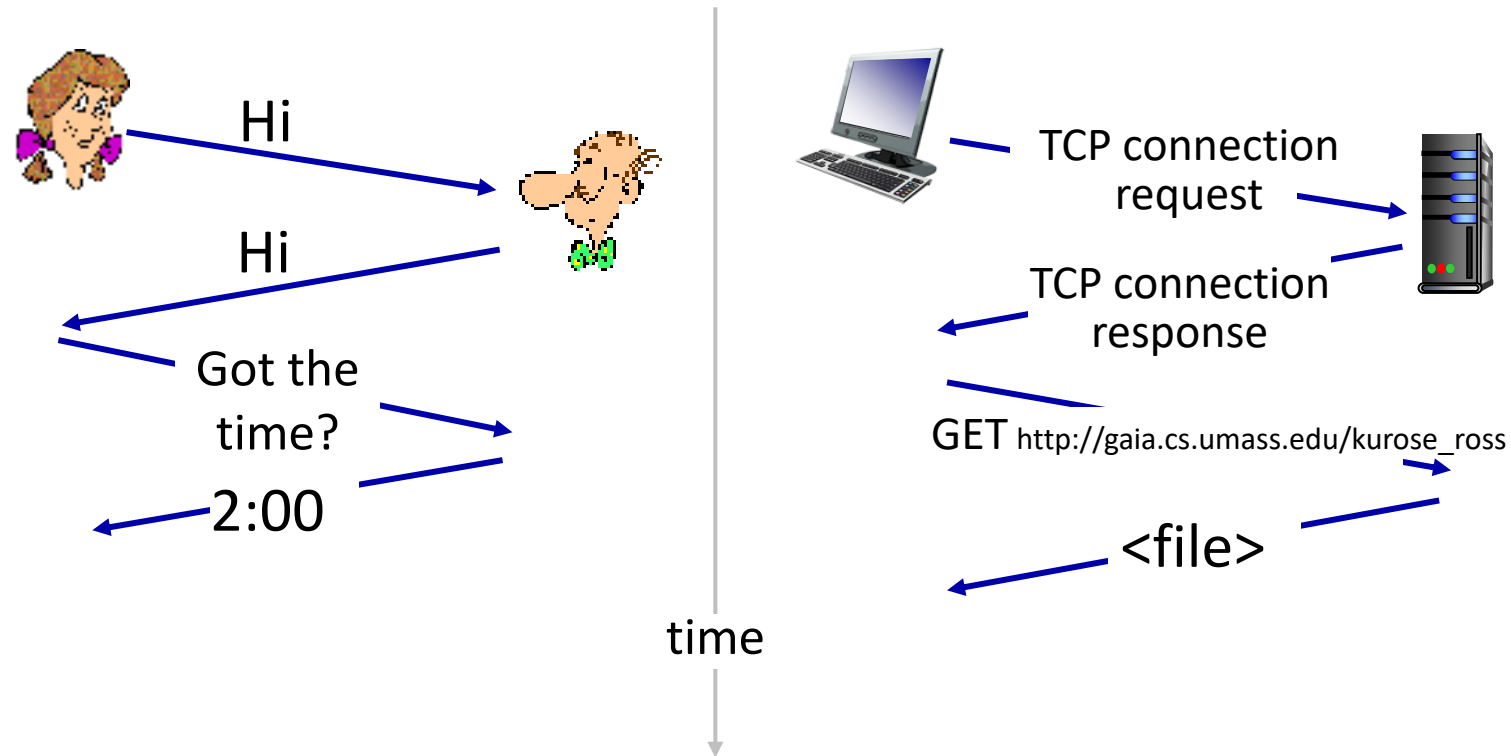 Hi
Hi
Got the
time?
2:00
TCP connection
request
TCP connection
response
GET http://gaia.cs.umass.edu/kurose_ross
<file>
time